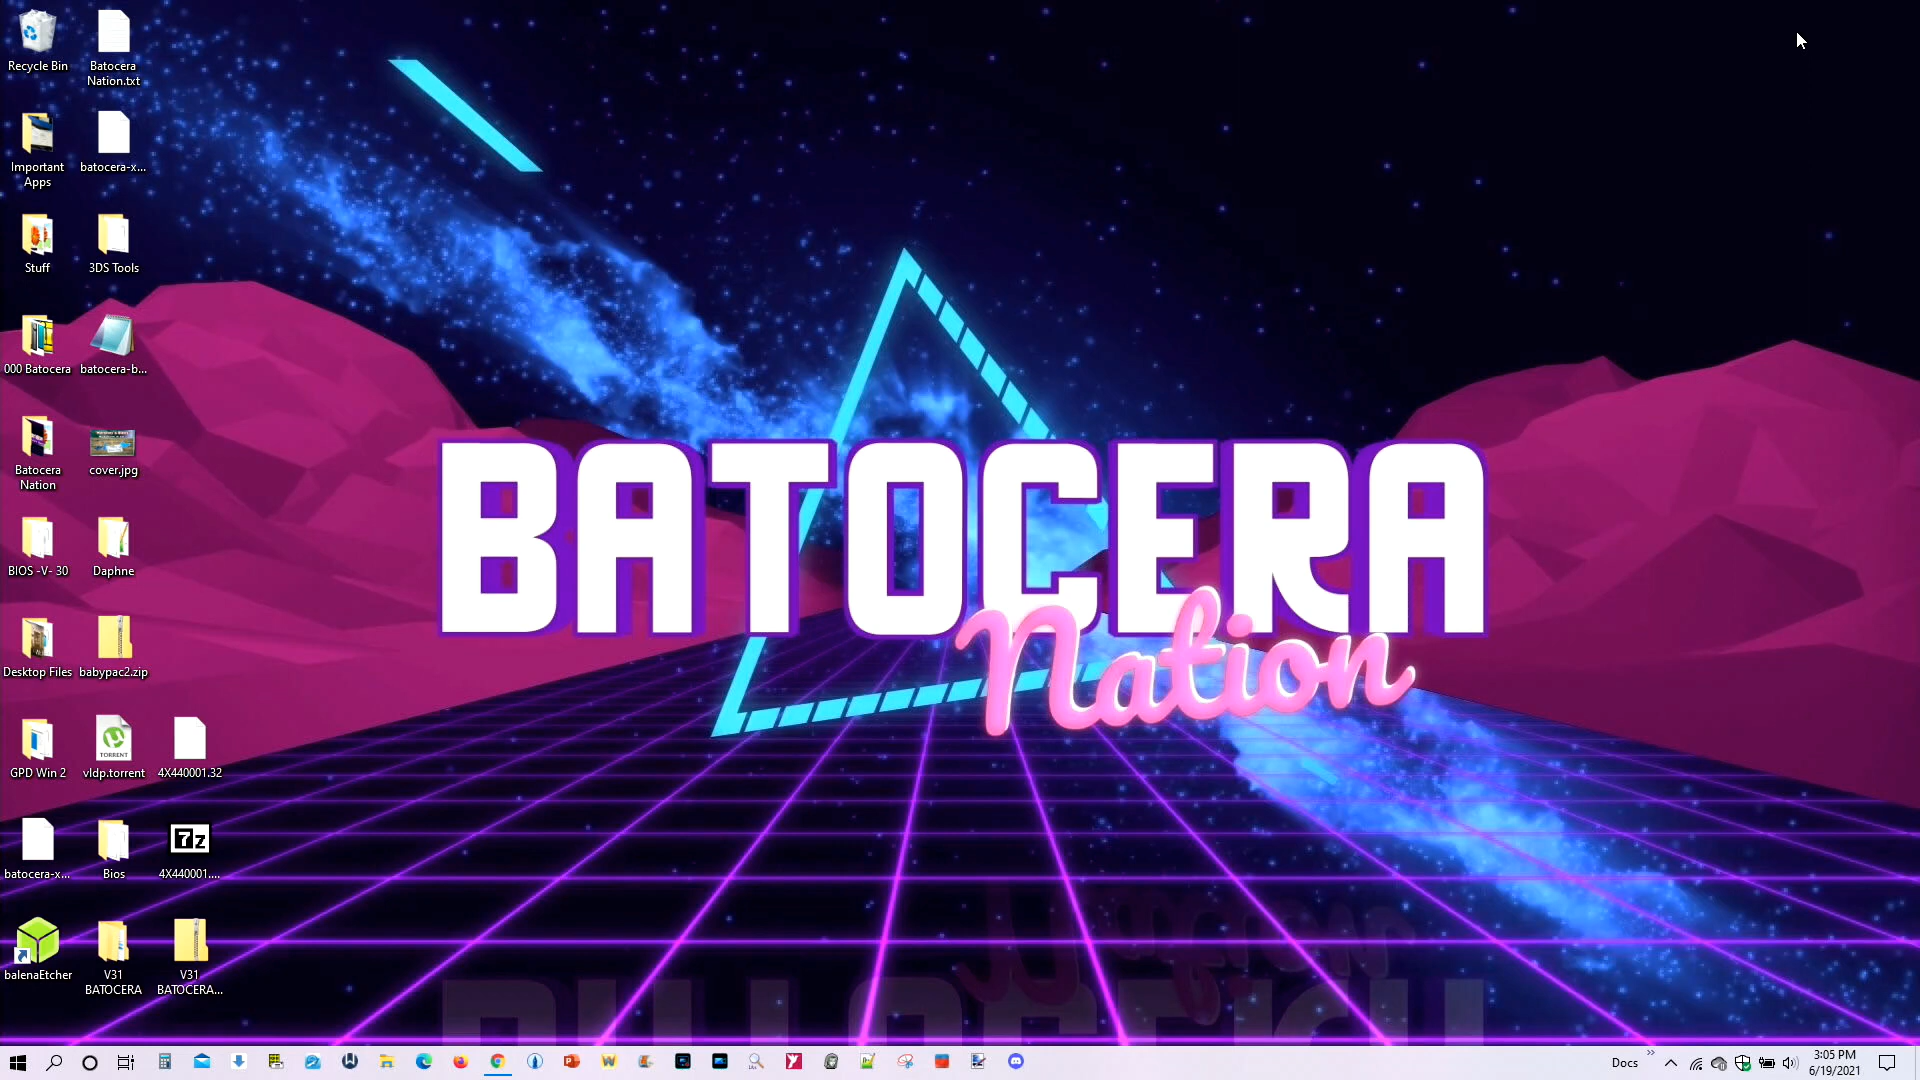 Recycle Bin
Batocera
Nation.txt
Important
Apps
batocera-x...
Stuff
3DS Tools
000 Batocera
batocera-b...
Batocera
Nation
cover.jpg
BIOS -V- 30
Daphne
Desktop Files
babypac2.zip
GPD Win 2
TORRENT
vldp.torrent
4X440001.32
batocera-x...
Bios
7z
4X440001....
balenaEtcher
V31
BATOCERA
V31
BATOCERA...
BATOCERA
Nation
Docs
3:05 PM
6/19/2021